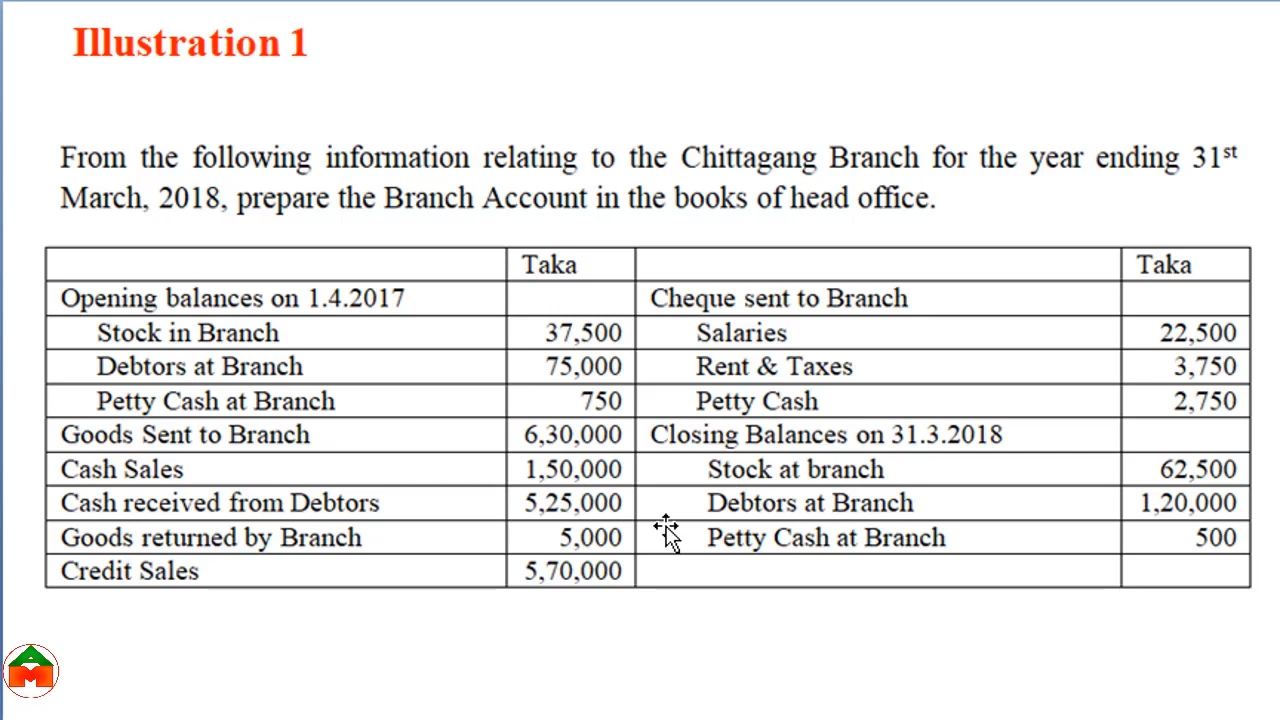 Illustration 1
From the following information relating to the Chittagang Branch for the year ending 31st
March, 2018, prepare the Branch Account in the books of head office.
Taka Taka
Opening balances on 1.4.2017 Cheque sent to Branch
Stock in Branch 37,500 Salaries 22,500
Debtors at Branch 75,000 Rent & Taxes 3,750
Petty Cash at Branch 750 Petty Cash 2,750
Goods Sent to Branch 6,30,000 Closing Balances on 31.3.2018
Cash Sales 1,50,000 Stock at branch 62,500
Cash received from Debtors 5,25,000 Debtors at Branch 1,20,000
Goods returned by Branch 5,000 Petty Cash at Branch 500
Credit Sales 5,70,000